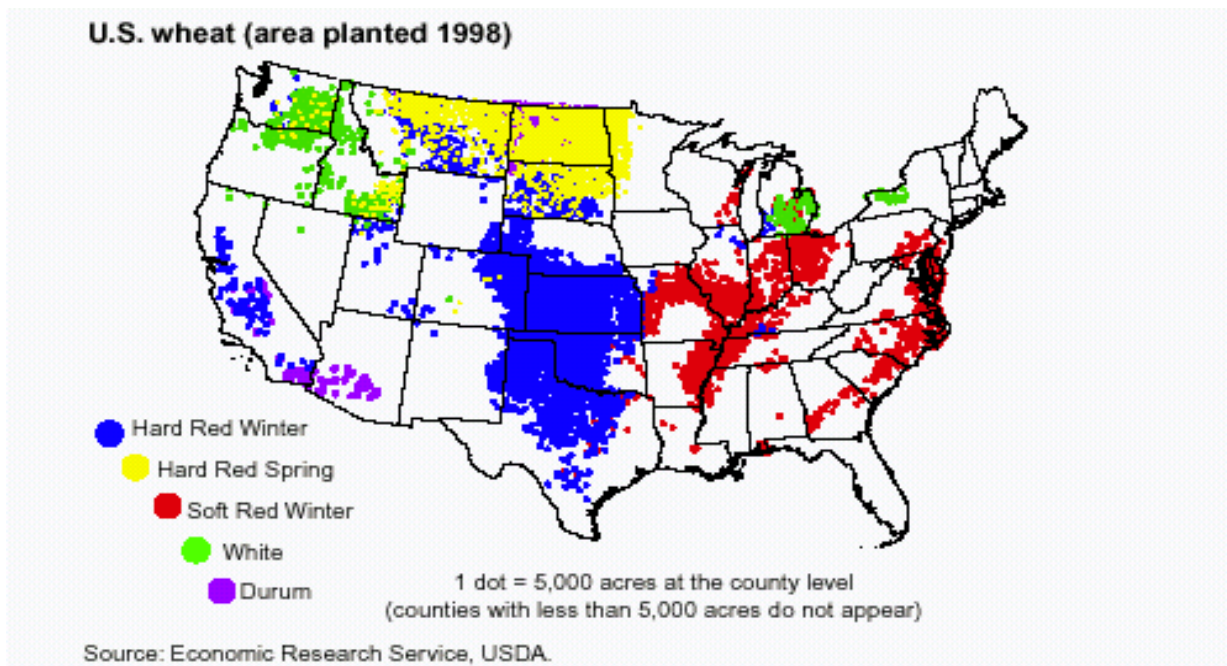 U.S. wheat (area planted 1998)
Hard Red Winter
Hard Red Spring
Soft Red Winter
White
Durum
1 dot = 5,000 acres at the county level
(counties with less than 5,000 acres do not appear)
Source: Economic Research Service, USDA.